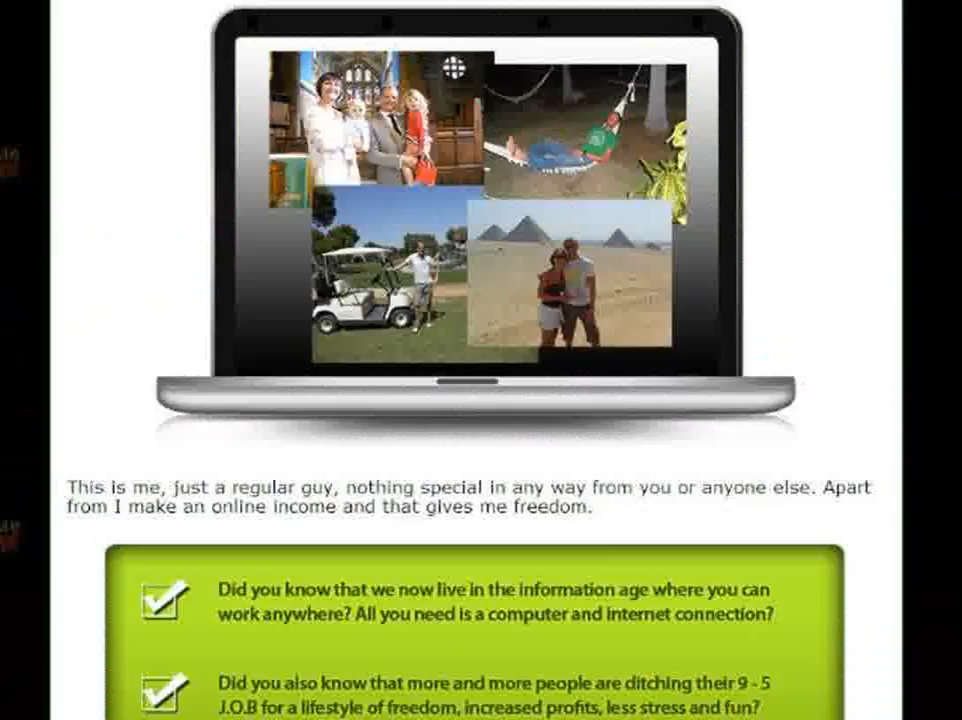 This is me, just a regular guy, nothing special in any way from you or anyone else. Apart
from I make an online income and that gives me freedom.
Did you know that we now live in the information age where you can
work anywhere? All you need is a computer and internet connection?
Did you also know that more and more people are ditching their 9 - 5
J.O.B for a lifestyle of freedom, increased profits, less stress and fun?